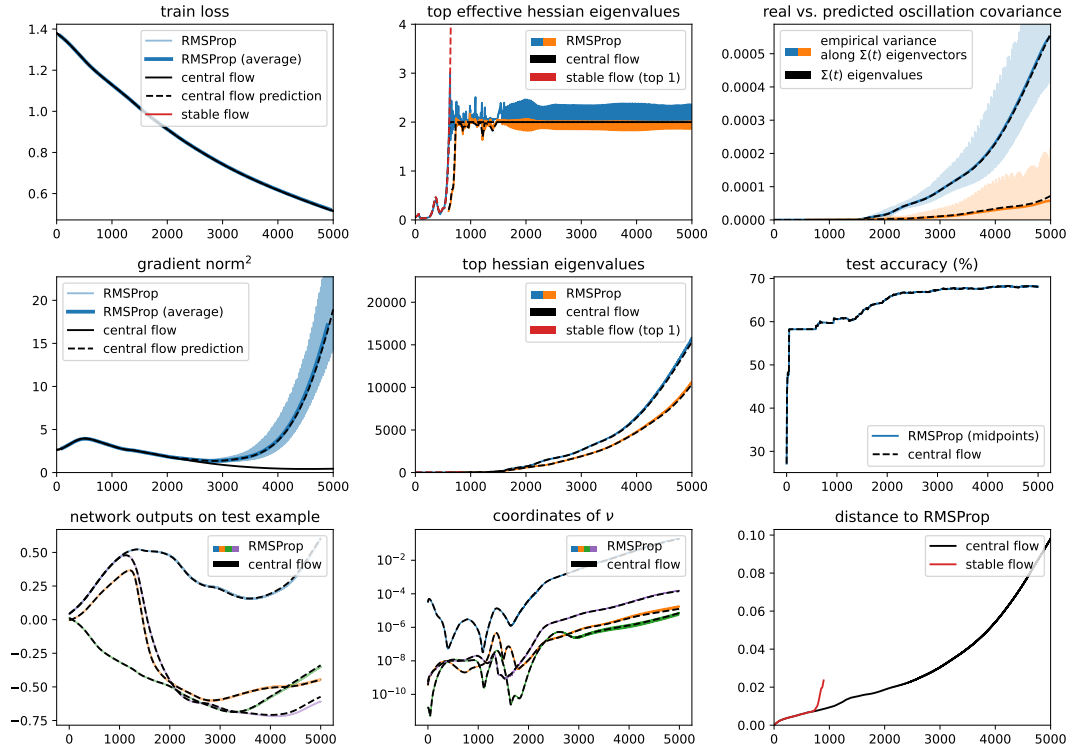 train loss
1.4
1.2
1.0
0.8
0.6
0
1000
2000
3000
4000
5000
RMSProp
RMSProp (average)
central flow
central flow prediction
stable flow
top effective hessian eigenvalues
4
3
2
1
0
0
1000
2000
3000
4000
5000
RMSProp
central flow
stable flow (top 1)
real vs. predicted oscillation covariance
0.0005
0.0004
0.0003
0.0002
0.0001
0.0000
0
1000
2000
3000
4000
5000
empirical variance
along Σ(t) eigenvectors
Σ(t) eigenvalues
gradient norm²
20
15
10
5
0
0
1000
2000
3000
4000
5000
RMSProp
RMSProp (average)
central flow
central flow prediction
top hessian eigenvalues
20000
15000
10000
5000
0
0
1000
2000
3000
4000
5000
RMSProp
central flow
stable flow (top 1)
test accuracy (%)
70
60
50
40
30
0
1000
2000
3000
4000
5000
RMSProp (midpoints)
central flow
network outputs on test example
0.50
0.25
0.00
−0.25
−0.50
−0.75
0
1000
2000
3000
4000
5000
RMSProp
central flow
coordinates of ν
10⁻²
10⁻⁴
10⁻⁶
10⁻⁸
10⁻¹⁰
0
1000
2000
3000
4000
5000
RMSProp
central flow
distance to RMSProp
0.10
0.08
0.06
0.04
0.02
0.00
0
1000
2000
3000
4000
5000
central flow
stable flow